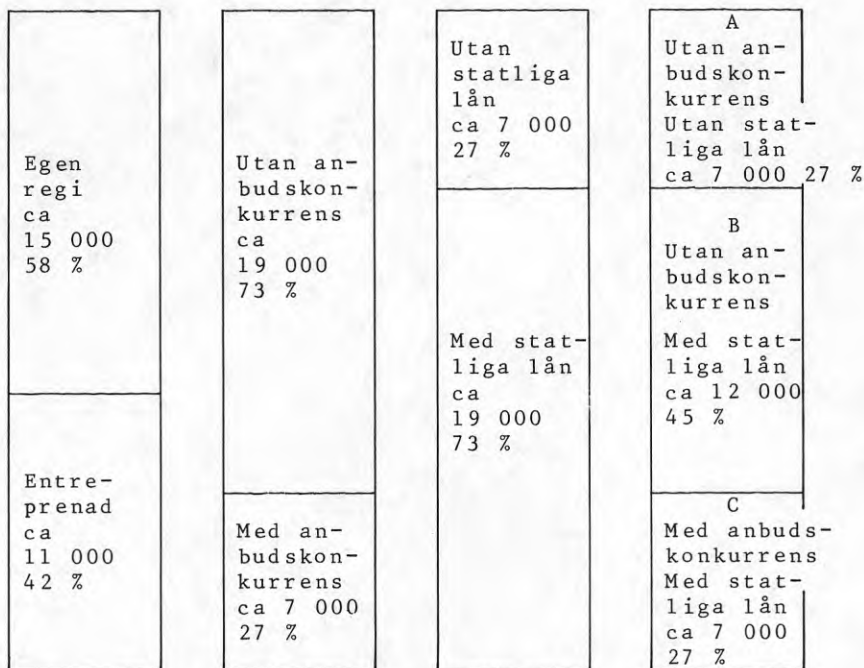 Egen
regi
ca
15 000
58 %
Entre-
prenad
ca
11 000
42 %
Utan an-
budskon-
kurrens
ca
19 000
73 %
Med an-
budskon-
kurrens
ca 7 000
27 %
Utan
statliga
lån
ca 7 000
27 %
Med stat-
liga lån
ca
19 000
73 %
A
Utan an-
budskon-
kurrens
Utan stat-
liga lån
ca 7 000 27 %
B
Utan an-
budskon-
kurrens
Med stat-
liga lån
ca 12 000
45 %
C
Med anbuds-
konkurrens
Med stat-
liga lån
ca 7 000
27 %